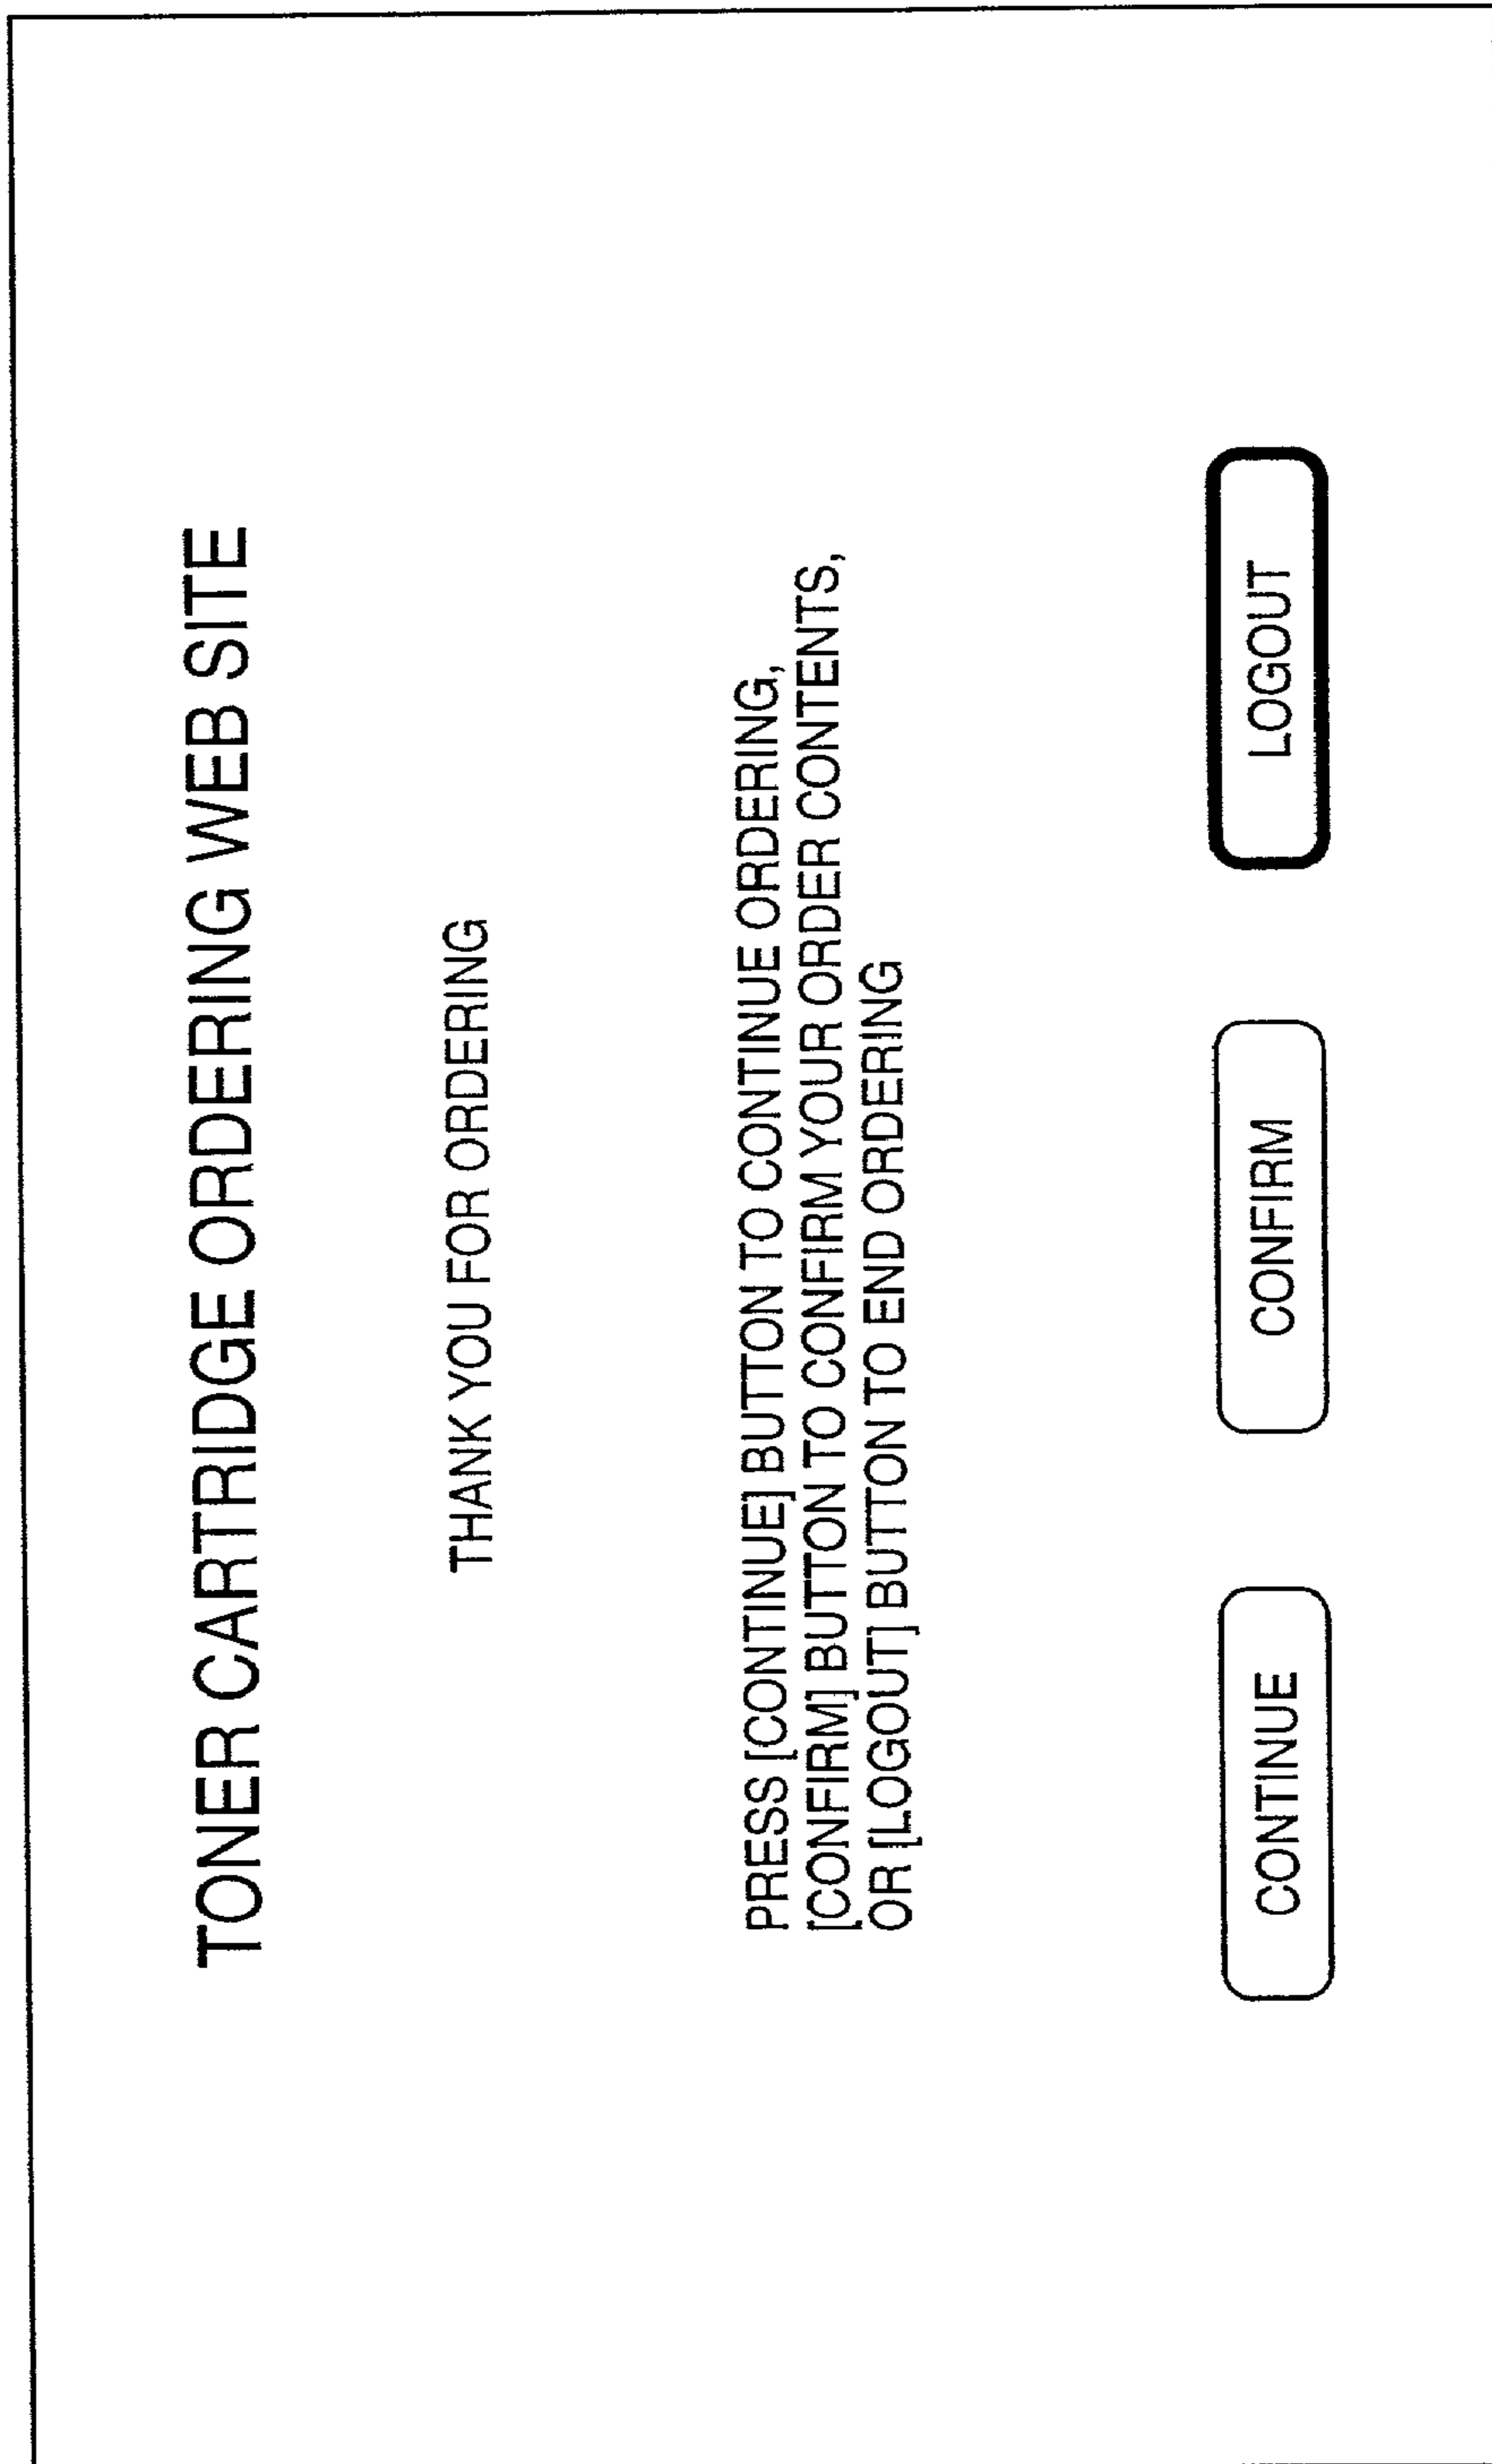 TONER CARTRIDGE ORDERING WEB SITE
THANK YOU FOR ORDERING
PRESS [CONTINUE] BUTTON TO CONTINUE ORDERING,
[CONFIRM] BUTTON TO CONFIRM YOUR ORDER CONTENTS,
OR [LOGOUT] BUTTON TO END ORDERING
CONTINUE
CONFIRM
LOGOUT